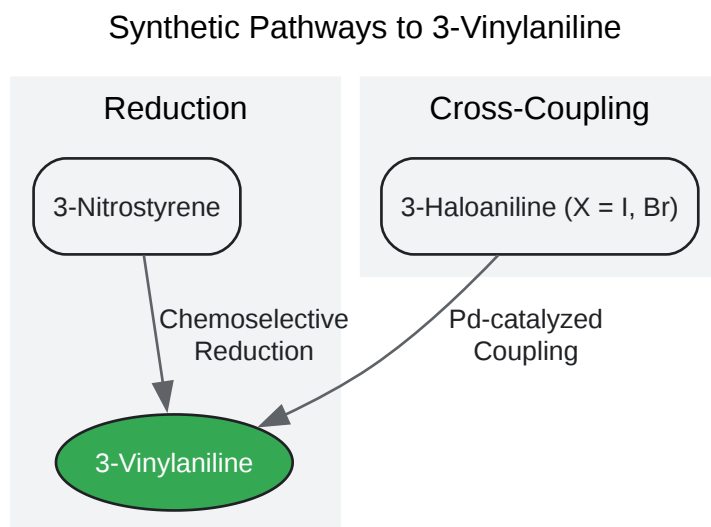 Synthetic Pathways to 3-Vinylaniline
Reduction
Cross-Coupling
3-Nitrostyrene
3-Haloaniline (X = I, Br)
Chemoselective
Reduction
Pd-catalyzed
Coupling
3-Vinylaniline